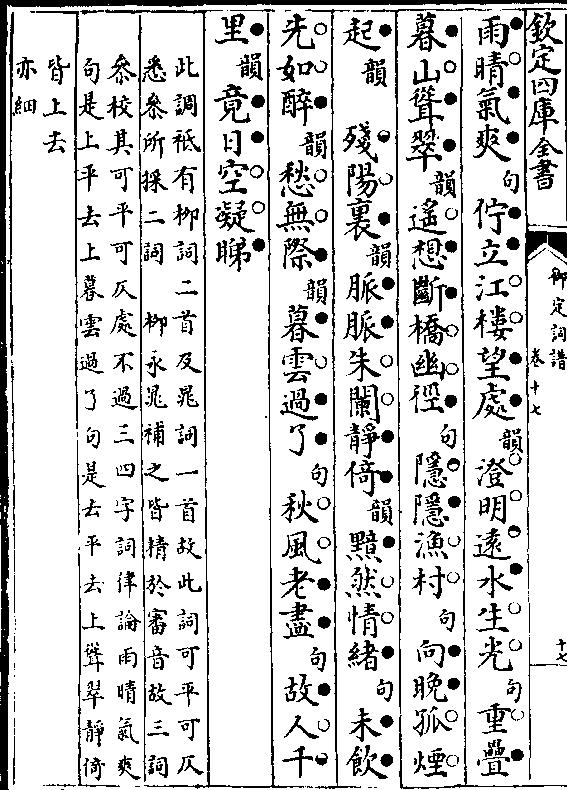 欽定四庫全書
御定詞譜
卷十七
十七
雨晴氣爽句佇立江樓望處韻澄明遠水生光句重疊
暮山聳翠韻遙想斷橋幽徑句隱隱漁村句向晚孤煙
起韻殘陽裏韻脈脈朱闌靜倚韻黯然情緒句未飲
先如醉韻愁無際韻暮雲過了句秋風老盡句故人千
里韻竟日空凝睇
此調祇有柳詞二首及晁詞一首故此詞可平可仄
悉叅所採二詞 柳永晁補之皆精於審音故三詞
叅校其可平可仄處不過三四字詞律論雨晴氣爽
句是上平去上暮雲過了句是去平去上聳翠靜倚
皆上去
亦細